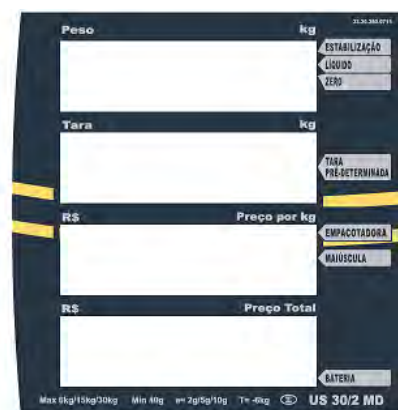 Peso kg
ESTABILIZAÇÃO
LÍQUIDO
ZERO
Tara kg
TARA
PRÉ-DETERMINADA
R$ Preço por kg
EMPACOTADORA
MAIÚSCULA
R$ Preço Total
BATERIA
Max 6kg/15kg/30kg Min 40g e= 2g/5g/10g T= -6kg US 30/2 MD